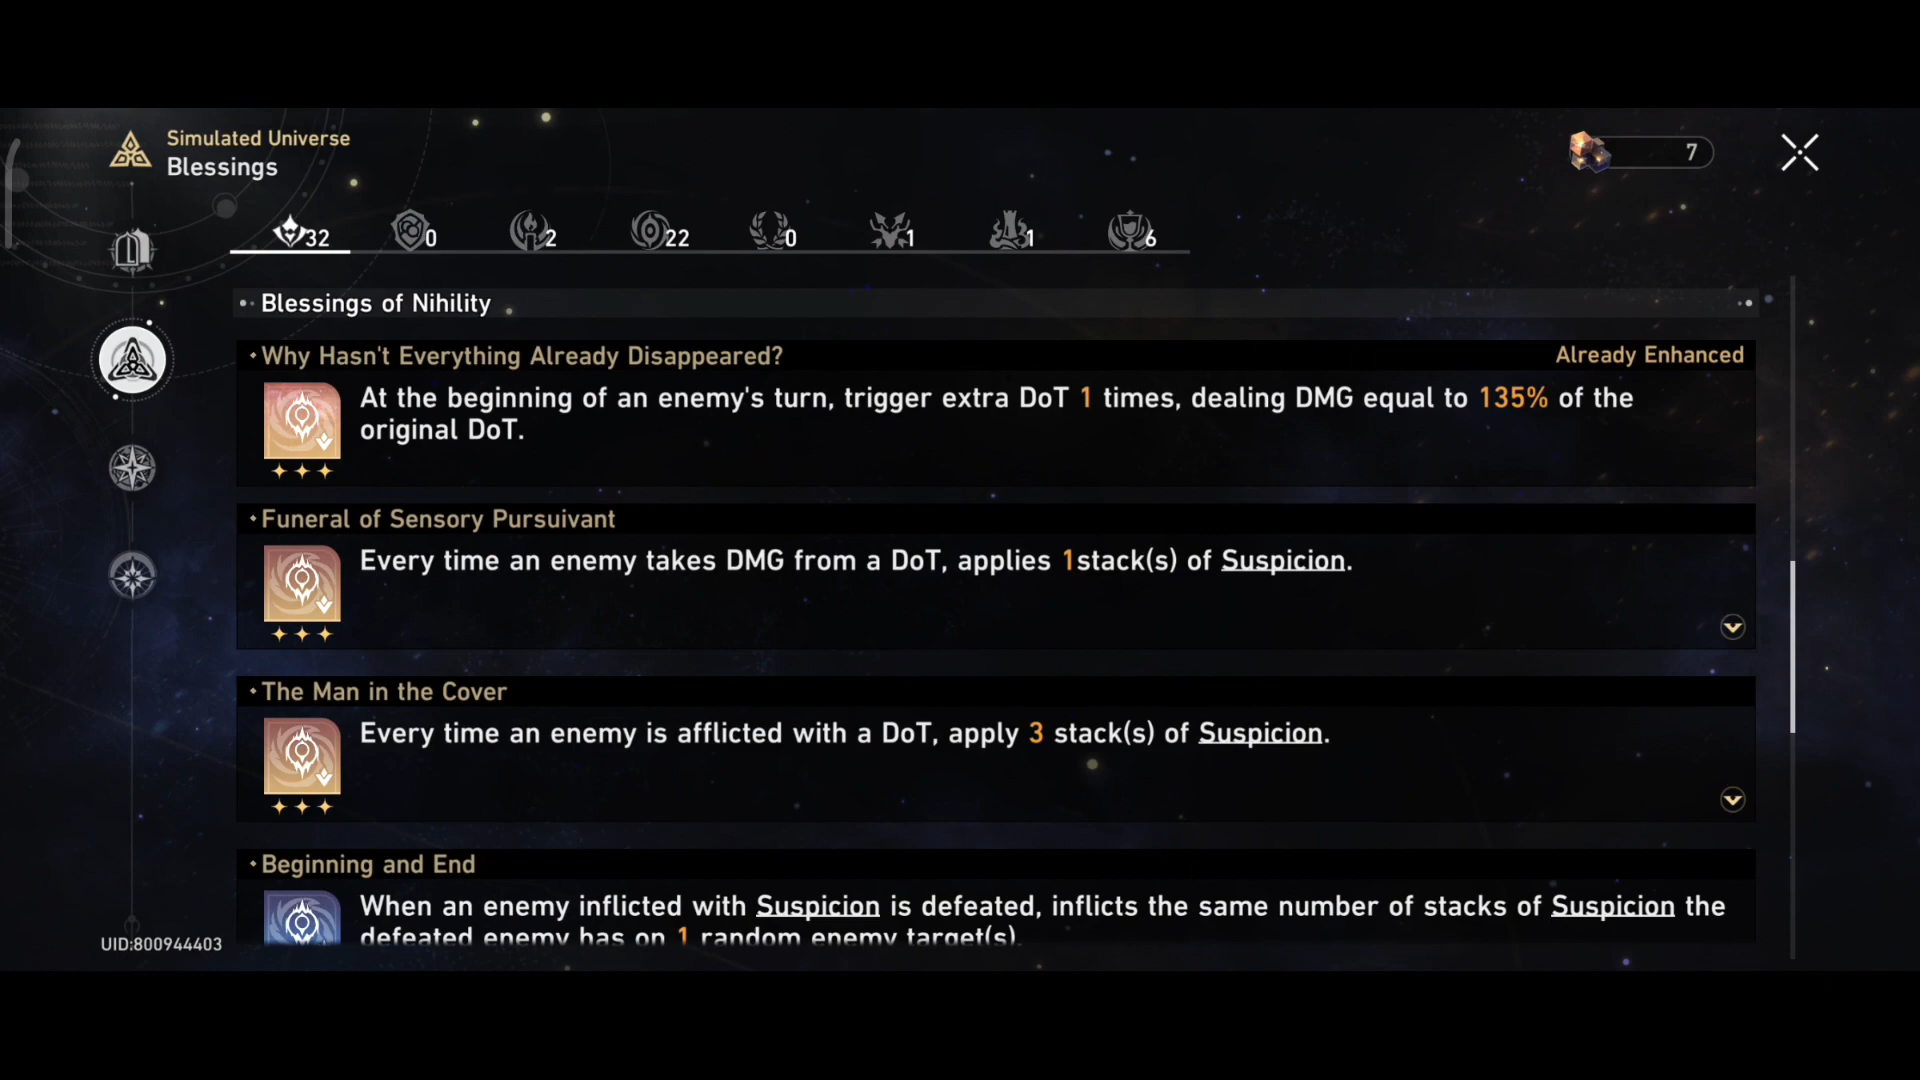 Simulated Universe
Blessings
7
32
0
2
22
0
1
1
6
Blessings of Nihility
Why Hasn't Everything Already Disappeared?
Already Enhanced
At the beginning of an enemy's turn, trigger extra DoT 1 times, dealing DMG equal to 135% of the
original DoT.
Funeral of Sensory Pursuivant
Every time an enemy takes DMG from a DoT, applies 1stack(s) of Suspicion.
The Man in the Cover
Every time an enemy is afflicted with a DoT, apply 3 stack(s) of Suspicion.
Beginning and End
When an enemy inflicted with Suspicion is defeated, inflicts the same number of stacks of Suspicion the
defeated enemy has on 1 random enemy target(s).
UID:800944403